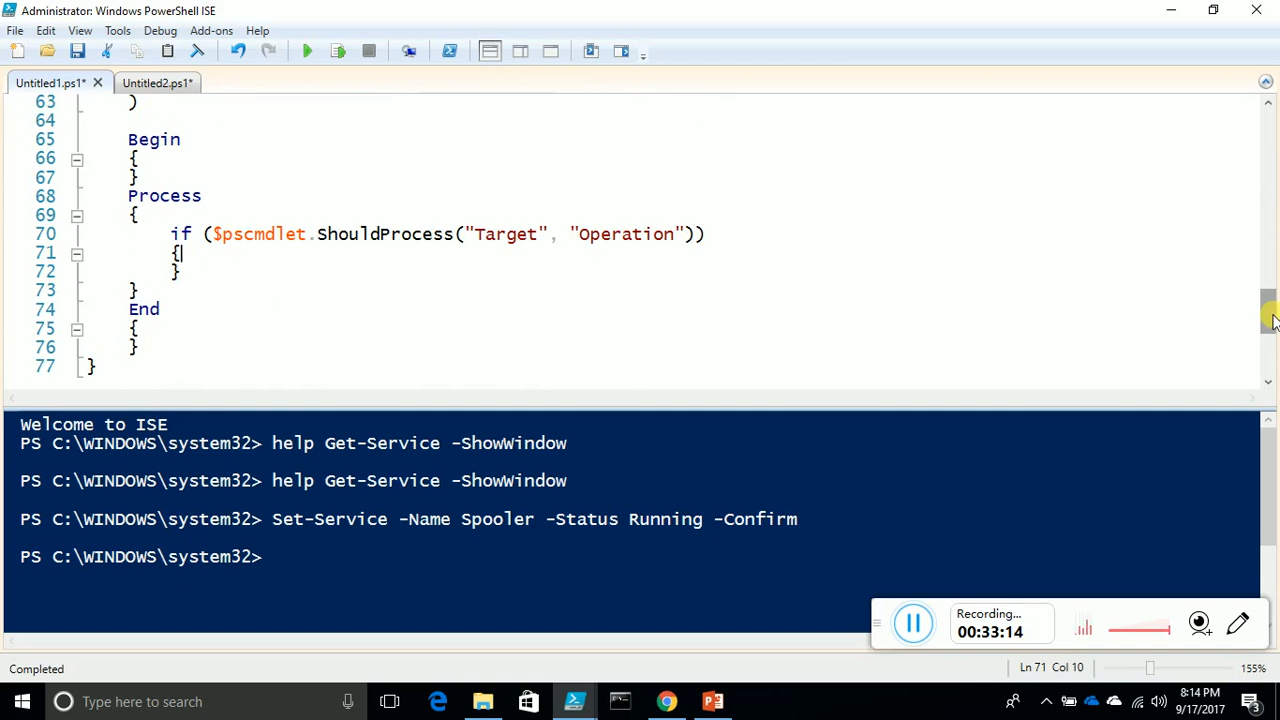 Administrator: Windows PowerShell ISE
File Edit View Tools Debug Add-ons Help
Untitled1.ps1* Untitled2.ps1*
63 )
64
65 Begin
66 {
67 }
68 Process
69 {
70 if ($pscmdlet.ShouldProcess("Target", "Operation"))
71 {
72 }
73 }
74 End
75 {
76 }
77 }
Welcome to ISE
PS C:\WINDOWS\system32> help Get-Service -ShowWindow
PS C:\WINDOWS\system32> help Get-Service -ShowWindow
PS C:\WINDOWS\system32> Set-Service -Name Spooler -Status Running -Confirm
PS C:\WINDOWS\system32>
Recording...
00:33:14
Completed
Ln 71 Col 10
155%
Type here to search
8:14 PM
9/17/2017
3